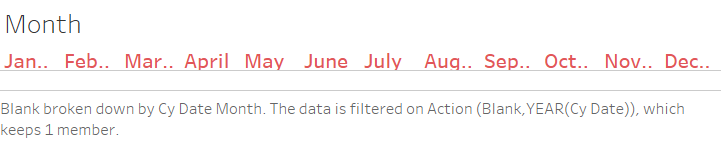 Month
Jan.. Feb.. Mar.. April May June July Aug.. Sep.. Oct.. Nov.. Dec..
Blank broken down by Cy Date Month. The data is filtered on Action (Blank,YEAR(Cy Date)), which
keeps 1 member.